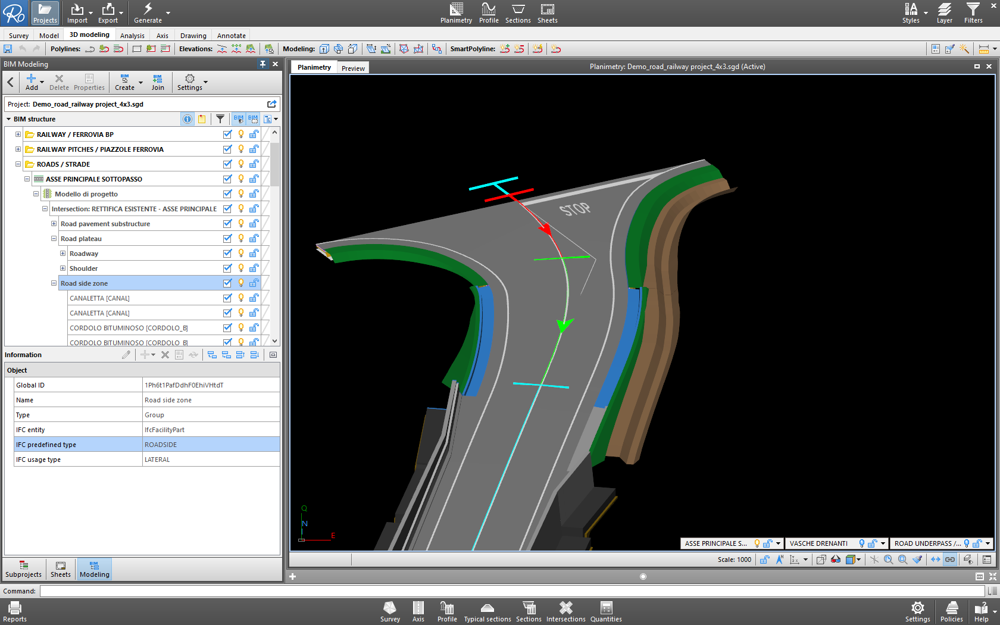 Ro
Projects
Import
Export
Generate
Planimetry
Profile
Sections
Sheets
Styles
Layer
Filters
Survey
Model
3D modeling
Analysis
Axis
Drawing
Annotate
Polylines:
Elevations:
Modeling:
SmartPolyline:
BIM Modeling
Add
Delete
Properties
BIM
Create
BIM
Join
Settings
Project: Demo_road_railway project_4x3.sgd
BIM structure
BIM
BIM
RAILWAY / FERROVIA BP
RAILWAY PITCHES / PIAZZOLE FERROVIA
ROADS / STRADE
ASSE PRINCIPALE SOTTOPASSO
Modello di progetto
Intersection: RETTIFICA ESISTENTE - ASSE PRINCIPALE
Road pavement substructure
Road plateau
Roadway
Shoulder
Road side zone
CANALETTA [CANAL]
CANALETTA [CANAL]
CORDOLO BITUMINOSO [CORDOLO_B]
CORDOLO BITUMINOSO [CORDOLO_B]
Information
Object
Global ID 1Ph6t1PafDdhF0EhiVHtdT
Name Road side zone
Type Group
IFC entity IfcFacilityPart
IFC predefined type ROADSIDE
IFC usage type LATERAL
Subprojects
Sheets
BIM
Modeling
Planimetry
Preview
Planimetry: Demo_road_railway project_4x3.sgd (Active)
STOP
Q
N
E
ASSE PRINCIPALE S...
VASCHE DRENANTI
ROAD UNDERPASS /...
Scale: 1000
Command:
Reports
Survey
Axis
Profile
Typical sections
Sections
Intersections
Quantities
Settings
Policies
Help